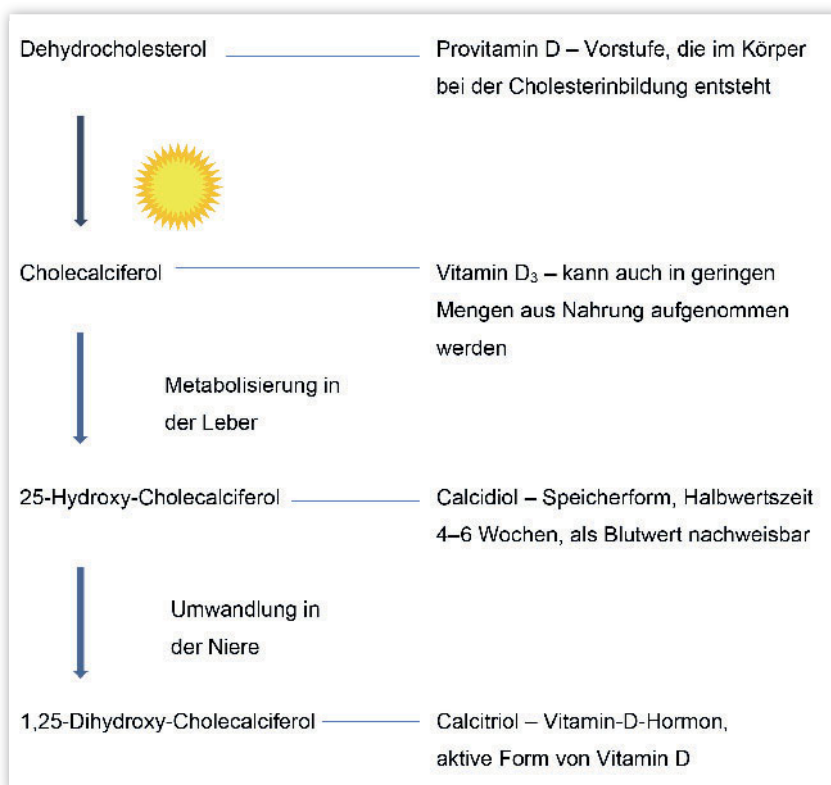 Dehydrocholesterol
Provitamin D – Vorstufe, die im Körper
bei der Cholesterinbildung entsteht
Cholecalciferol
Vitamin D₃ – kann auch in geringen
Mengen aus Nahrung aufgenommen
werden
Metabolisierung in
der Leber
25-Hydroxy-Cholecalciferol
Calcidiol – Speicherform, Halbwertszeit
4–6 Wochen, als Blutwert nachweisbar
Umwandlung in
der Niere
1,25-Dihydroxy-Cholecalciferol
Calcitriol – Vitamin-D-Hormon,
aktive Form von Vitamin D